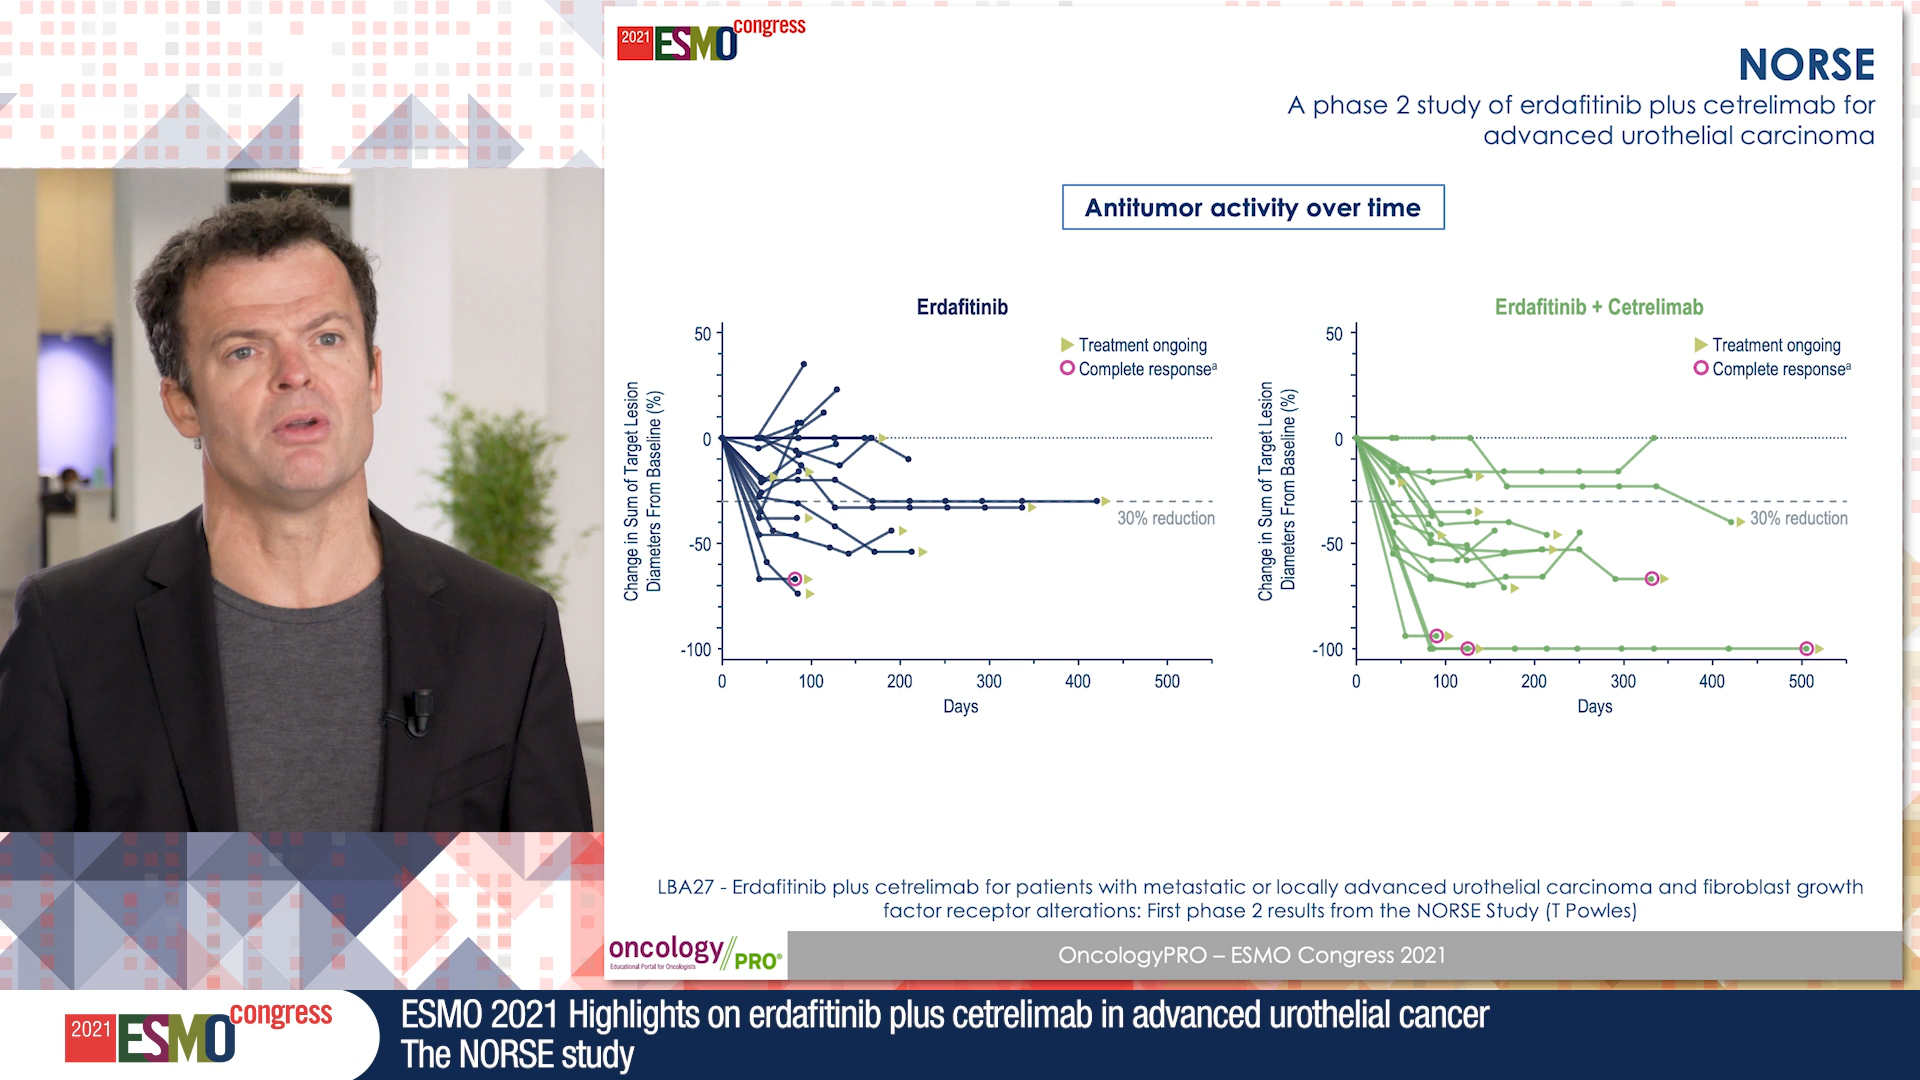 2021 ESMO congress
NORSE
A phase 2 study of erdafitinib plus cetrelimab for
advanced urothelial carcinoma
Antitumor activity over time
Erdafitinib
Change in Sum of Target Lesion
Diameters From Baseline (%)
50
0
-50
-100
Treatment ongoing
Complete responseᵃ
30% reduction
0 100 200 300 400 500
Days
Erdafitinib + Cetrelimab
Change in Sum of Target Lesion
Diameters From Baseline (%)
50
0
-50
-100
Treatment ongoing
Complete responseᵃ
30% reduction
0 100 200 300 400 500
Days
LBA27 - Erdafitinib plus cetrelimab for patients with metastatic or locally advanced urothelial carcinoma and fibroblast growth
factor receptor alterations: First phase 2 results from the NORSE Study (T Powles)
oncology//PRO®
Educational Portal for Oncologists
OncologyPRO – ESMO Congress 2021
2021 ESMO congress
ESMO 2021 Highlights on erdafitinib plus cetrelimab in advanced urothelial cancer
The NORSE study